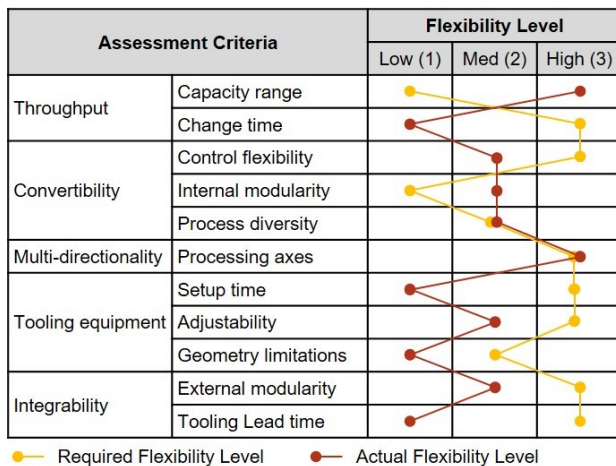 Assessment Criteria Flexibility Level
Low (1) Med (2) High (3)
Throughput Capacity range
Change time
Convertibility Control flexibility
Internal modularity
Process diversity
Multi-directionality Processing axes
Tooling equipment Setup time
Adjustability
Geometry limitations
Integrability External modularity
Tooling Lead time
Required Flexibility Level Actual Flexibility Level